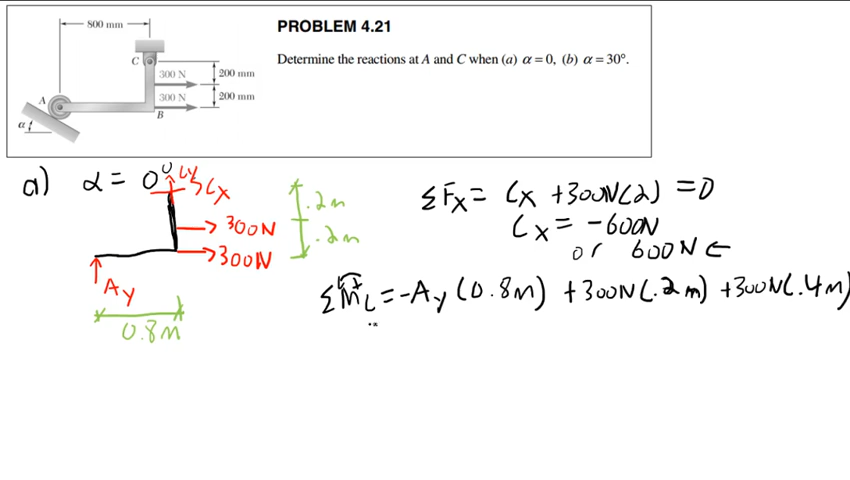 PROBLEM 4.21
Determine the reactions at A and C when (a) α = 0, (b) α = 30°.
800 mm
C
300 N
200 mm
A
300 N
200 mm
B
α
a) α = 0°
Cy
Cx
300N
300N
Ay
0.8m
.2m
.2m
ΣFx = Cx +300N(2) = 0
Cx = -600N
or 600N ←
ΣMc = -Ay (0.8m) +300N(.2m) +300N(.4m)